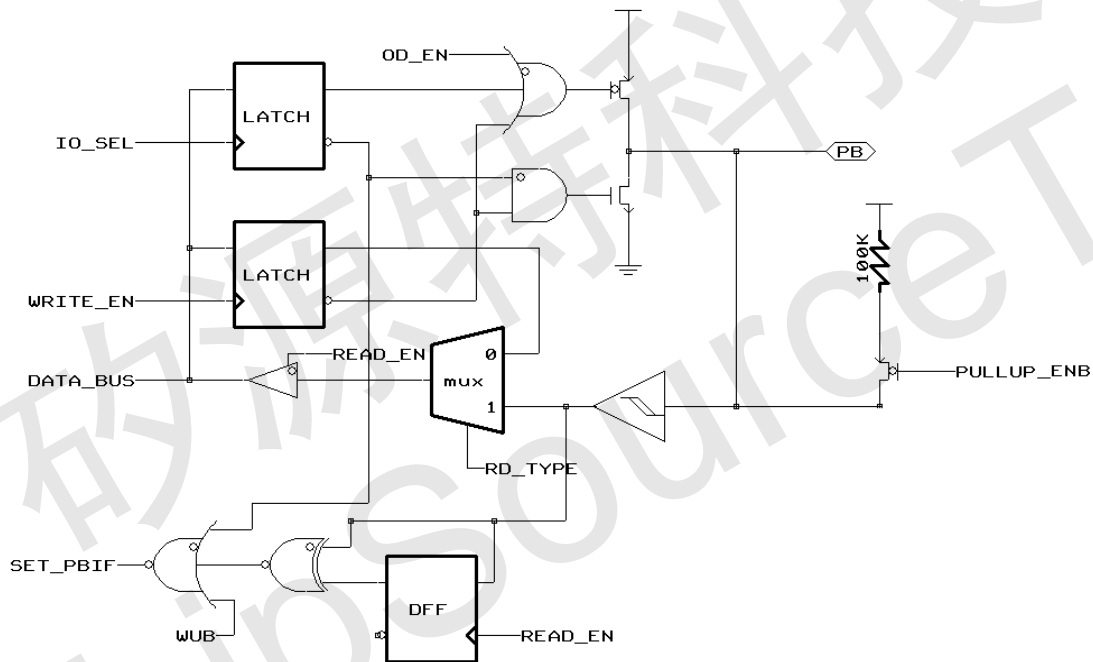 OD_EN
LATCH
IO_SEL
PB
100K
LATCH
WRITE_EN
READ_EN
0
DATA_BUS
mux
PULLUP_ENB
1
RD_TYPE
SET_PBIF
DFF
WUB
READ_EN
矽源特科技
ipSourceT